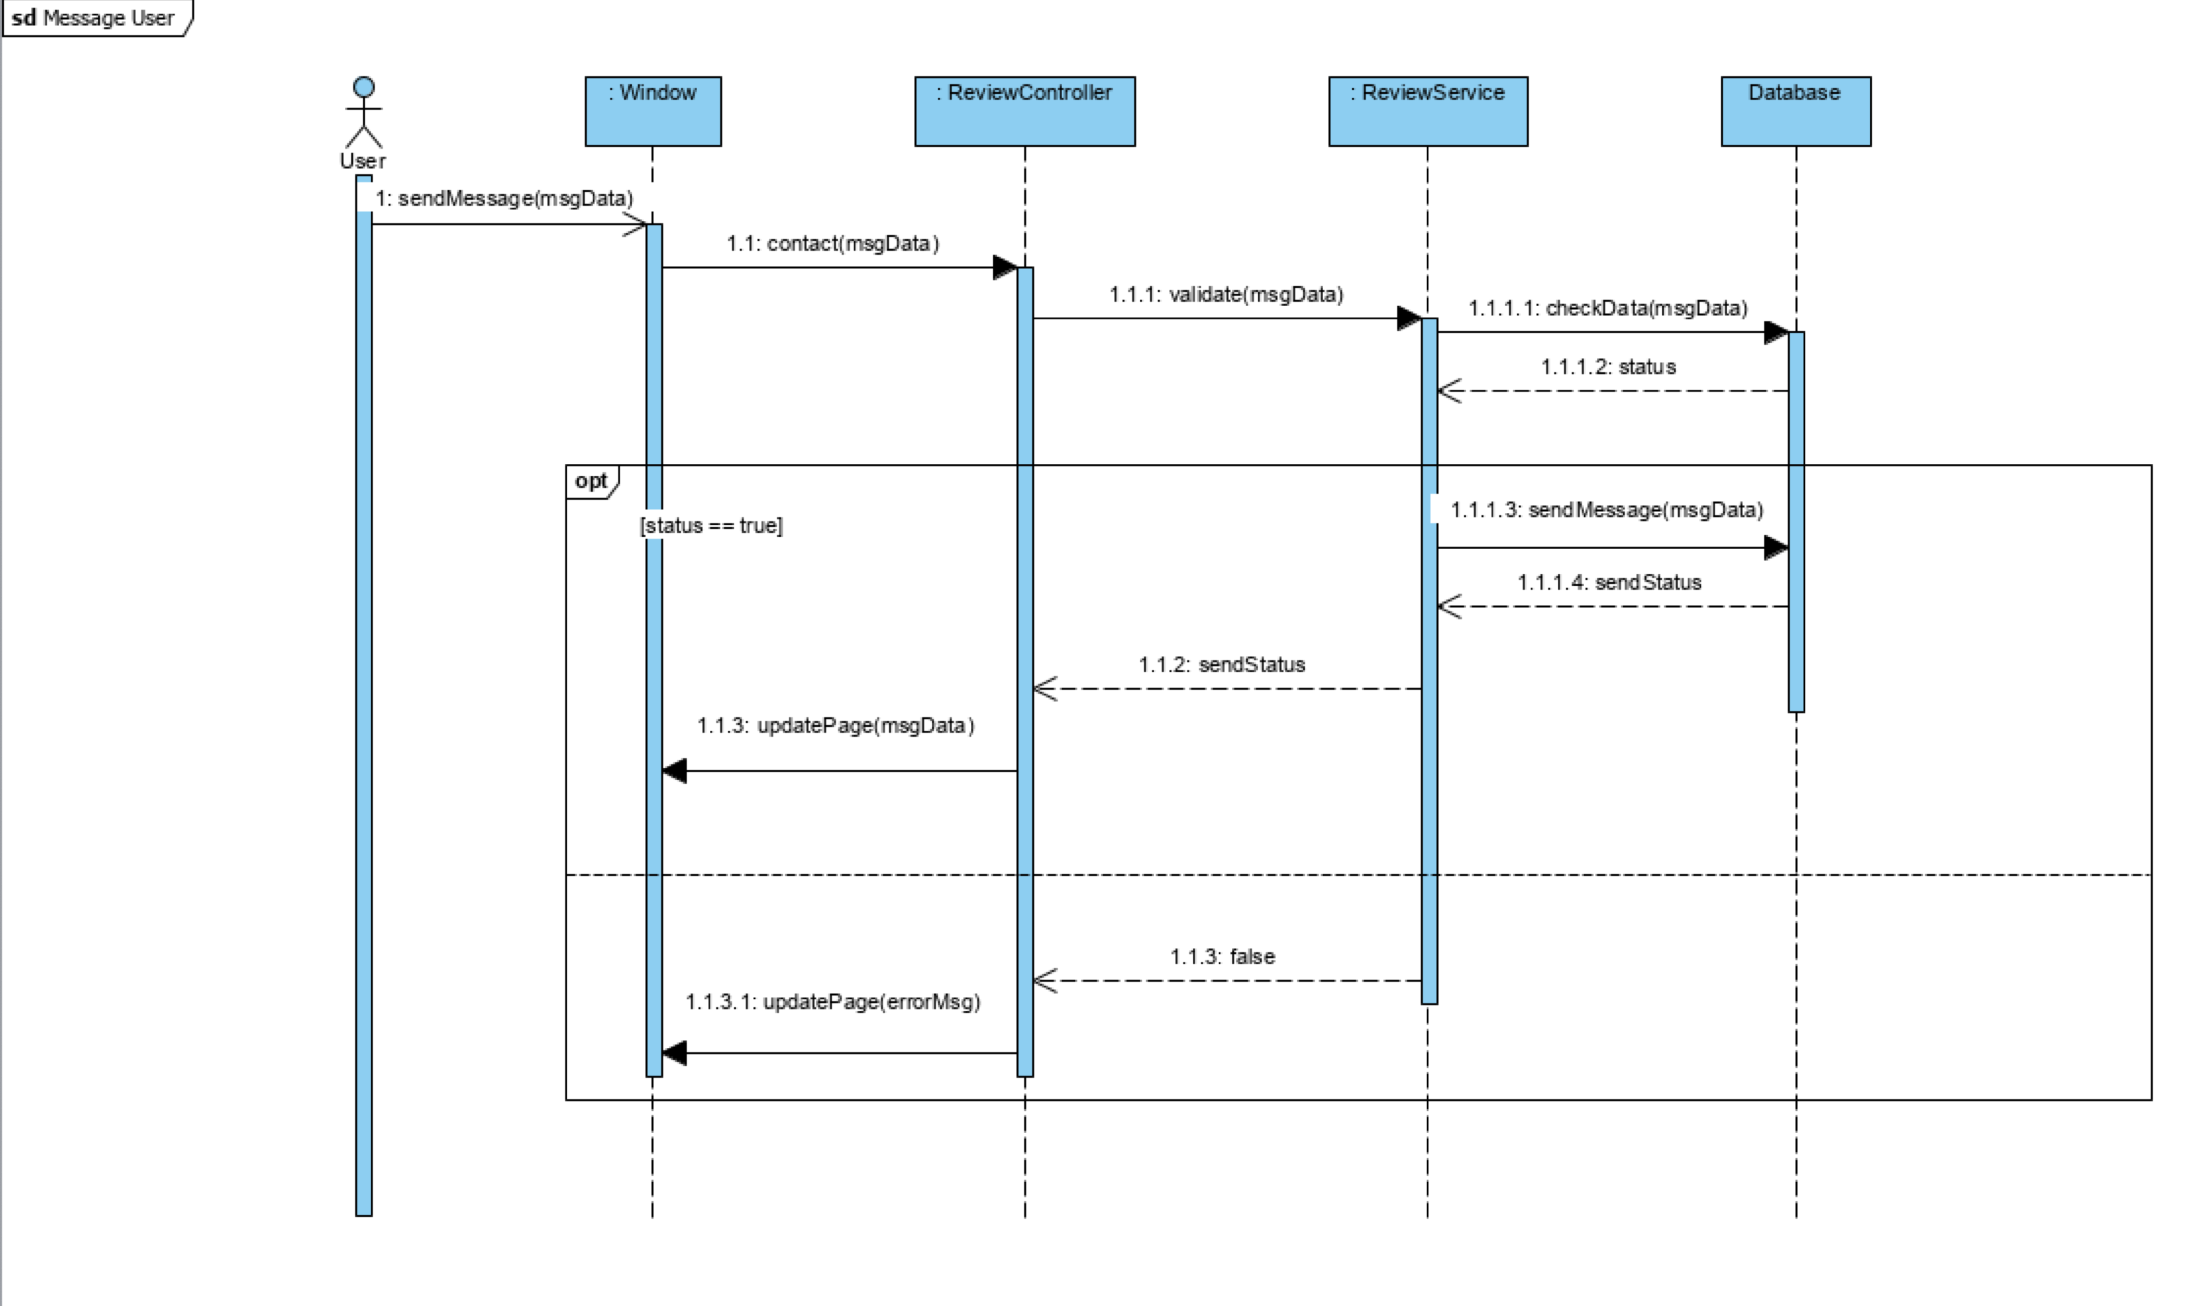 sd Message User
: Window
: ReviewController
: ReviewService
Database
User
1: sendMessage(msgData)
1.1: contact(msgData)
1.1.1: validate(msgData)
1.1.1.1: checkData(msgData)
1.1.1.2: status
opt
[status == true]
1.1.1.3: sendMessage(msgData)
1.1.1.4: sendStatus
1.1.2: sendStatus
1.1.3: updatePage(msgData)
1.1.3: false
1.1.3.1: updatePage(errorMsg)